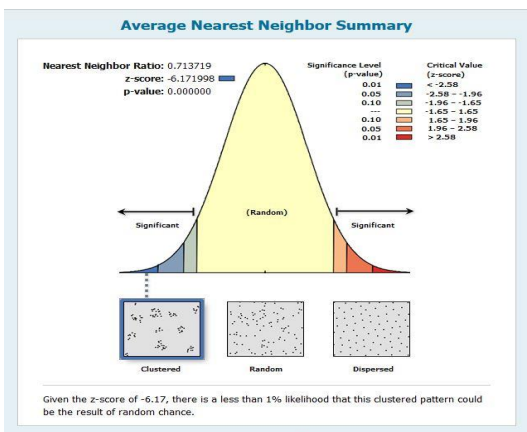 Average Nearest Neighbor Summary
Nearest Neighbor Ratio: 0.713719
z-score: -6.171998
p-value: 0.000000
Significance Level (p-value)
Critical Value (z-score)
0.01 < -2.58
0.05 -2.58 - -1.96
0.10 -1.96 - -1.65
--- -1.65 - 1.65
0.10 1.65 - 1.96
0.05 1.96 - 2.58
0.01 > 2.58
(Random)
Significant
Significant
Clustered
Random
Dispersed
Given the z-score of -6.17, there is a less than 1% likelihood that this clustered pattern could
be the result of random chance.